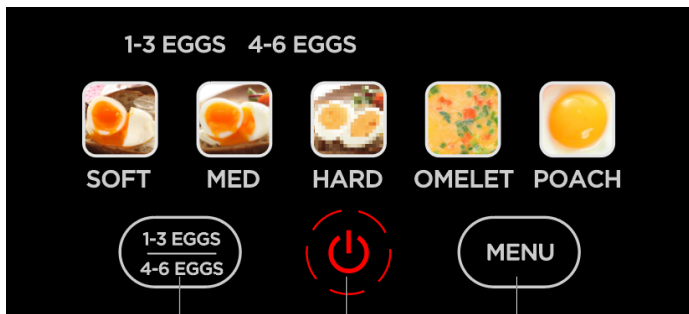 1-3 EGGS 4-6 EGGS
SOFT MED HARD OMELET POACH
1-3 EGGS
4-6 EGGS
MENU